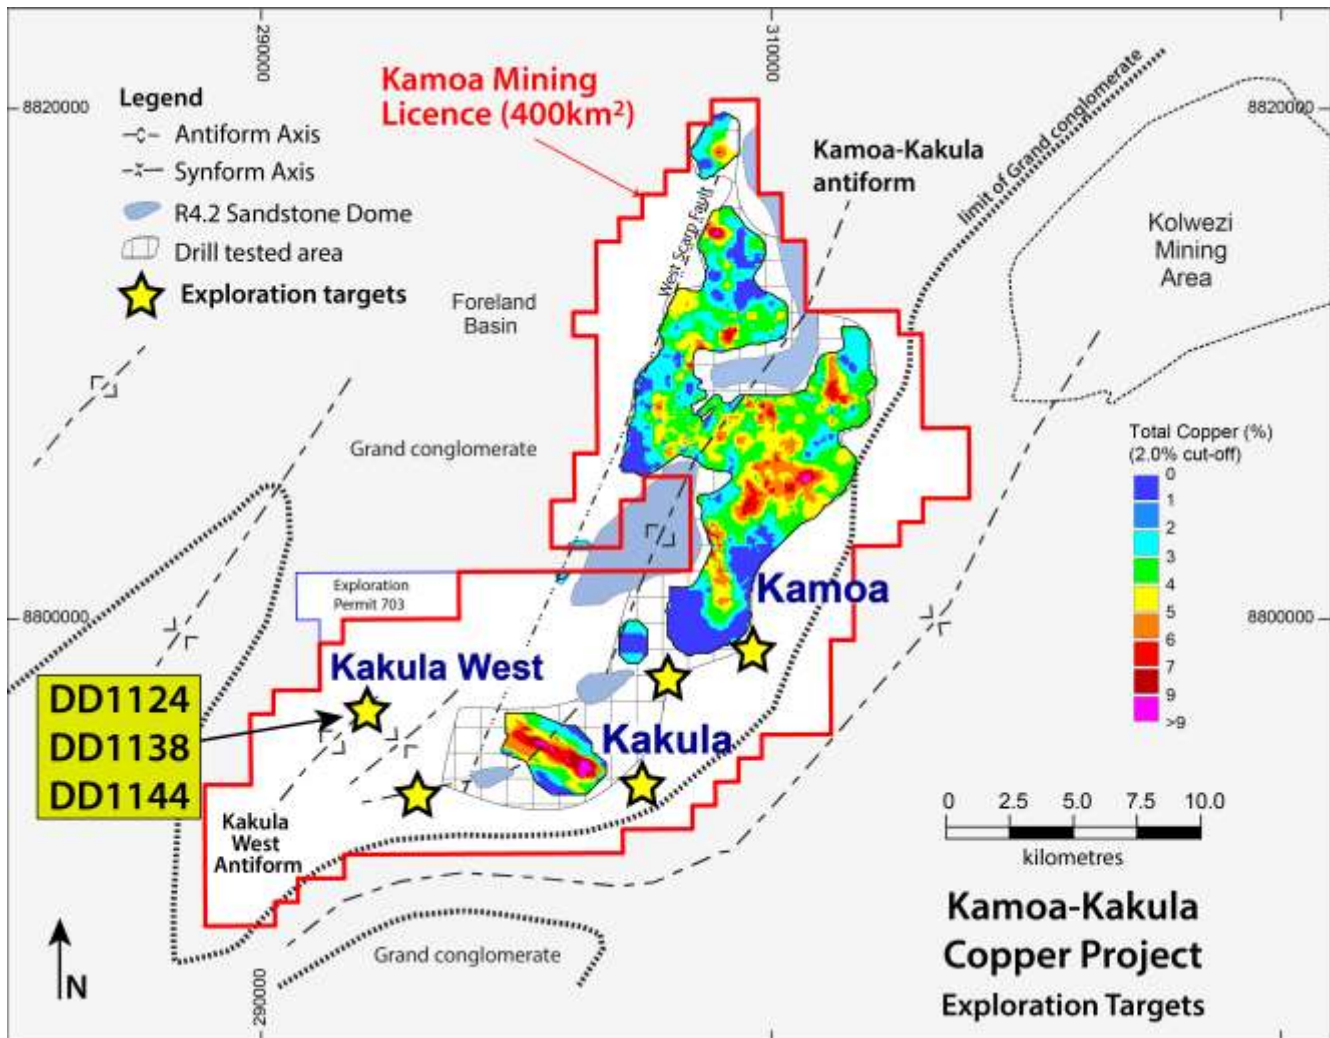 290000
310000
8820000
8820000
Legend
Antiform Axis
Synform Axis
R4.2 Sandstone Dome
Drill tested area
Exploration targets
Kamoa Mining
Licence (400km²)
Kamoa-Kakula
antiform
limit of Grand conglomerate
Kolwezi
Mining
Area
West Scarp Fault
Foreland
Basin
Grand conglomerate
Total Copper (%)
(2.0% cut-off)
0
1
2
3
4
5
6
7
9
>9
Exploration
Permit 703
8800000
8800000
Kamoa
Kakula West
Kakula
DD1124
DD1138
DD1144
Kakula
West
Antiform
0 2.5 5.0 7.5 10.0
kilometres
Kamoa-Kakula
Copper Project
Exploration Targets
Grand conglomerate
N
290000